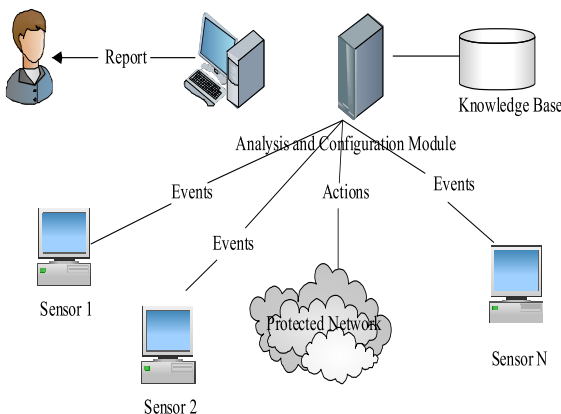 Report
Knowledge Base
Analysis and Configuration Module
Events
Actions
Events
Events
Sensor 1
Protected Network
Sensor N
Sensor 2